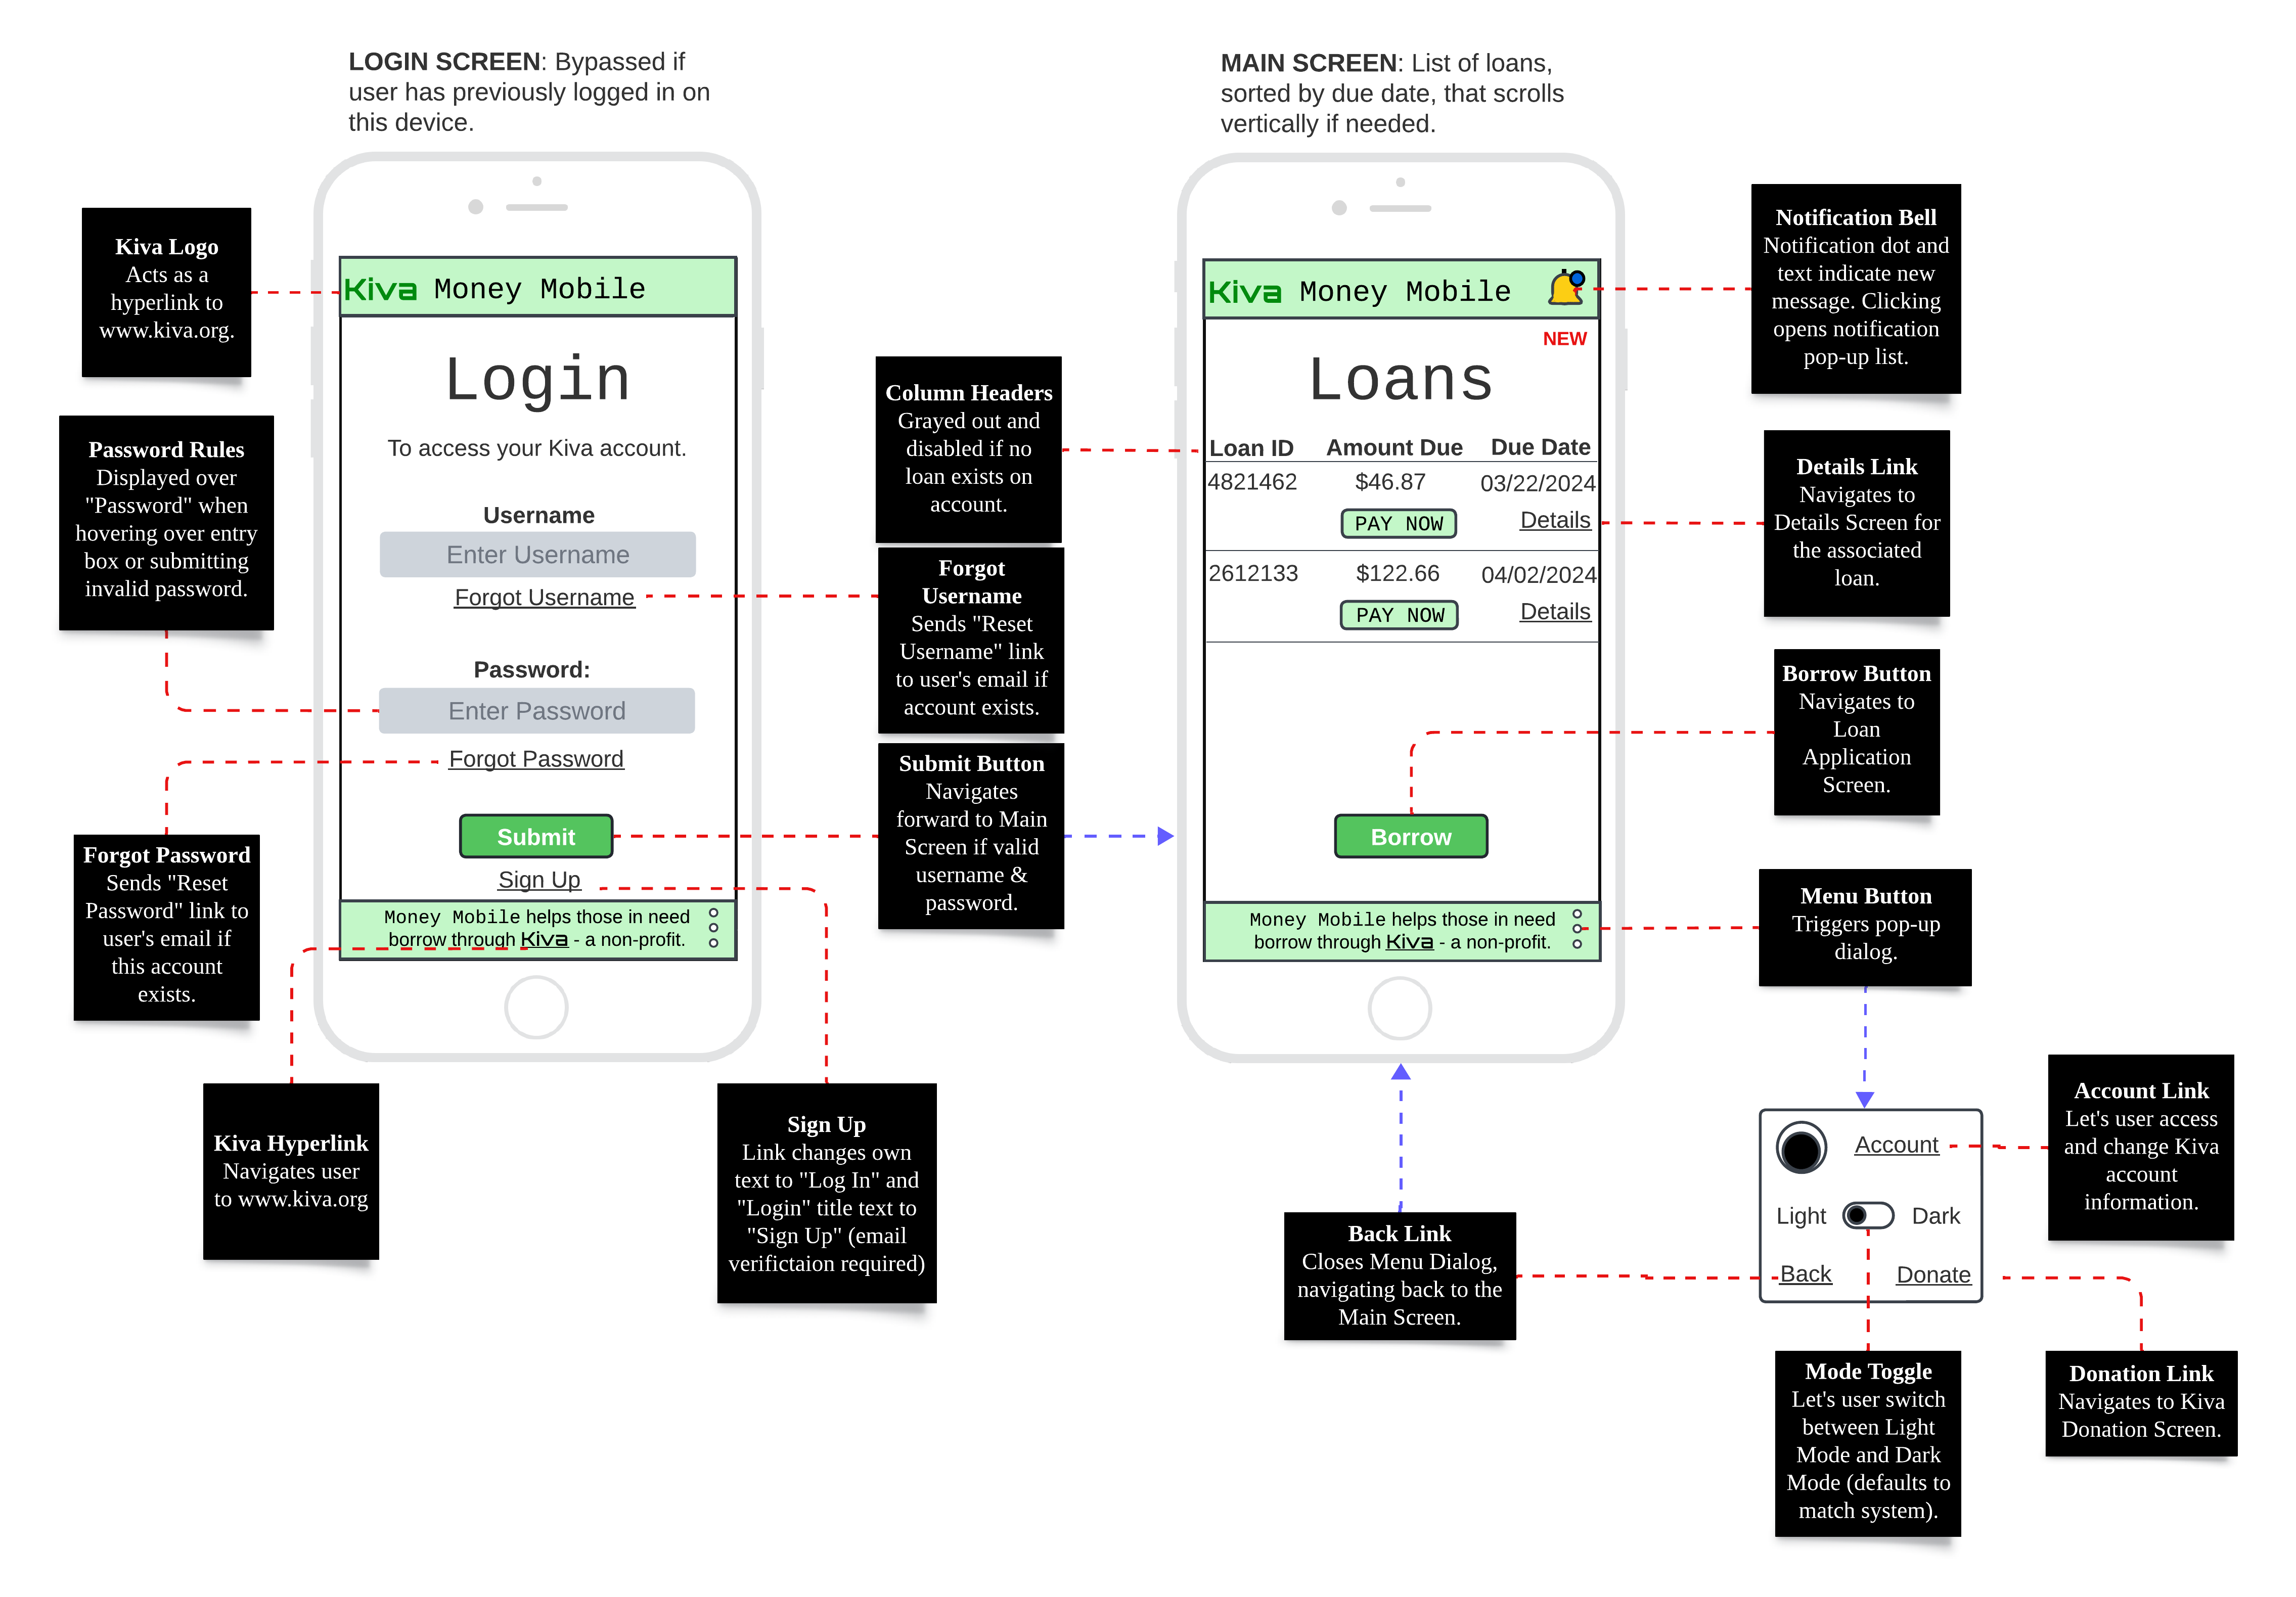 LOGIN SCREEN: Bypassed if
user has previously logged in on
this device.
Kiva Logo
Acts as a
hyperlink to
www.kiva.org.
Password Rules
Displayed over
"Password" when
hovering over entry
box or submitting
invalid password.
Forgot Password
Sends "Reset
Password" link to
user's email if
this account
exists.
Kiva Hyperlink
Navigates user
to www.kiva.org
Kiva Money Mobile
Login
To access your Kiva account.
Username
Enter Username
Forgot Username
Password:
Enter Password
Forgot Password
Submit
Sign Up
Money Mobile helps those in need
borrow through Kiva - a non-profit.
Sign Up
Link changes own
text to "Log In" and
"Login" title text to
"Sign Up" (email
verifictaion required)
Column Headers
Grayed out and
disabled if no
loan exists on
account.
Forgot
Username
Sends "Reset
Username" link
to user's email if
account exists.
Submit Button
Navigates
forward to Main
Screen if valid
username &
password.
MAIN SCREEN: List of loans,
sorted by due date, that scrolls
vertically if needed.
Kiva Money Mobile
NEW
Loans
Loan ID Amount Due Due Date
4821462 $46.87 03/22/2024
PAY NOW Details
2612133 $122.66 04/02/2024
PAY NOW Details
Borrow
Money Mobile helps those in need
borrow through Kiva - a non-profit.
Notification Bell
Notification dot and
text indicate new
message. Clicking
opens notification
pop-up list.
Details Link
Navigates to
Details Screen for
the associated
loan.
Borrow Button
Navigates to
Loan
Application
Screen.
Menu Button
Triggers pop-up
dialog.
Account
Light Dark
Back Donate
Account Link
Let's user access
and change Kiva
account
information.
Back Link
Closes Menu Dialog,
navigating back to the
Main Screen.
Mode Toggle
Let's user switch
between Light
Mode and Dark
Mode (defaults to
match system).
Donation Link
Navigates to Kiva
Donation Screen.